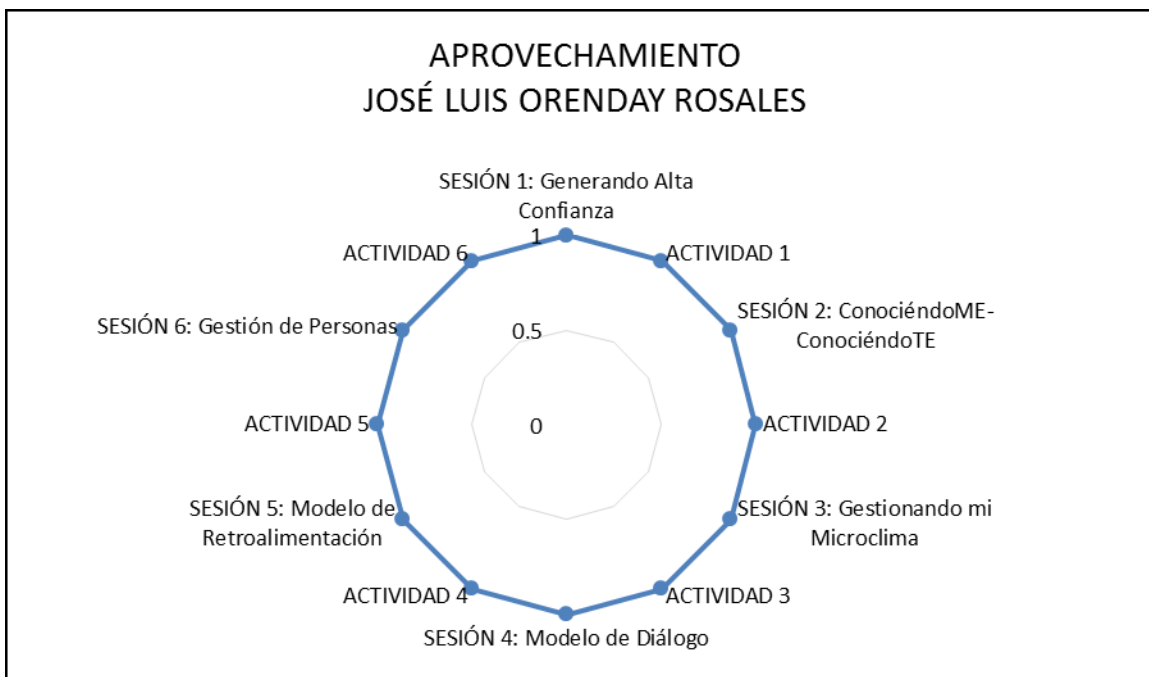 APROVECHAMIENTO
JOSÉ LUIS ORENDAY ROSALES
SESIÓN 1: Generando Alta
Confianza
1
ACTIVIDAD 6
ACTIVIDAD 1
SESIÓN 2: ConociéndoME-
ConociéndoTE
SESIÓN 6: Gestión de Personas
0.5
ACTIVIDAD 5
0
ACTIVIDAD 2
SESIÓN 5: Modelo de
Retroalimentación
SESIÓN 3: Gestionando mi
Microclima
ACTIVIDAD 4
ACTIVIDAD 3
SESIÓN 4: Modelo de Diálogo